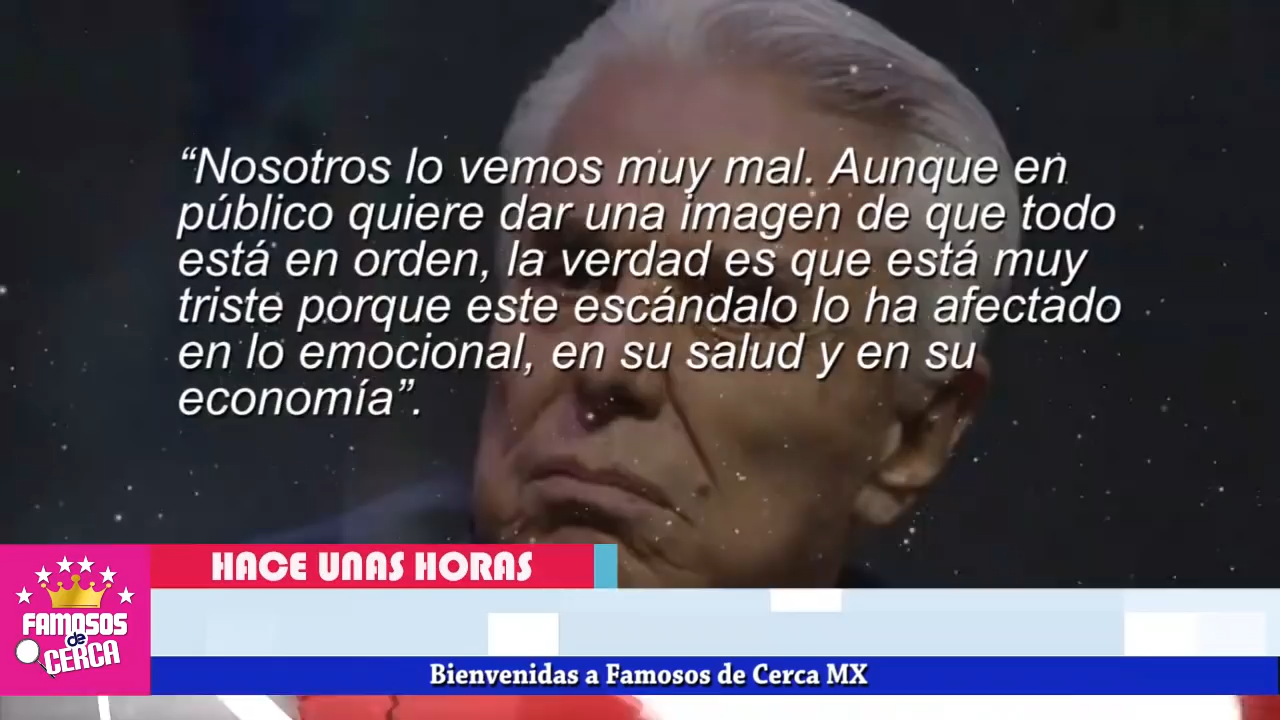 “Nosotros lo vemos muy mal. Aunque en
público quiere dar una imagen de que todo
está en orden, la verdad es que está muy
triste porque este escándalo lo ha afectado
en lo emocional, en su salud y en su
economía”.
HACE UNAS HORAS
FAMOSOS
de
CERCA
Bienvenidas a Famosos de Cerca MX